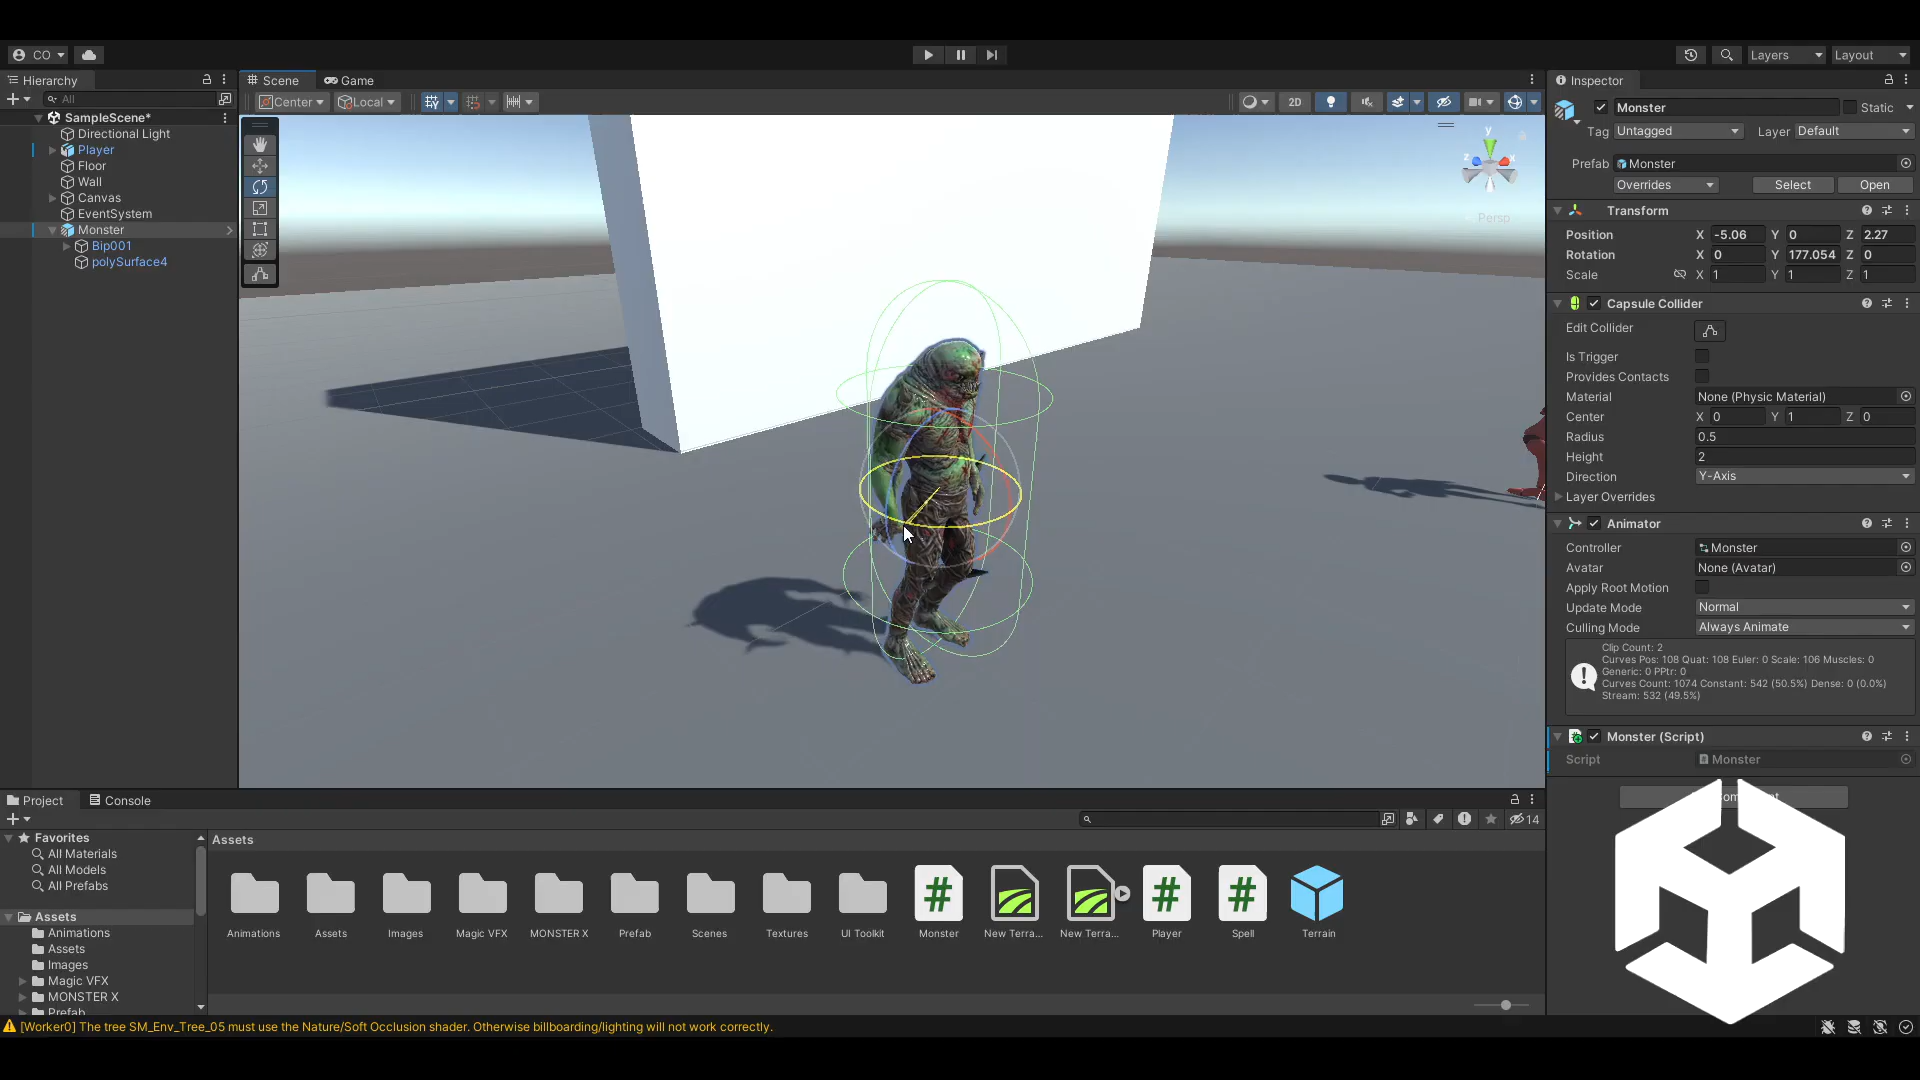 CO
Layers
Layout
Hierarchy
All
SampleScene*
Directional Light
Player
Floor
Wall
Canvas
EventSystem
Monster
Bip001
polySurface4
Scene
Game
Center
Local
2D
y
z
x
Persp
Inspector
Monster
Static
Tag Untagged
Layer Default
Prefab Monster
Overrides
Select
Open
Transform
Position X -5.06 Y 0 Z 2.27
Rotation X 0 Y 177.054 Z 0
Scale X 1 Y 1 Z 1
Capsule Collider
Edit Collider
Is Trigger
Provides Contacts
Material None (Physic Material)
Center X 0 Y 1 Z 0
Radius 0.5
Height 2
Direction Y-Axis
Layer Overrides
Animator
Controller Monster
Avatar None (Avatar)
Apply Root Motion
Update Mode Normal
Culling Mode Always Animate
Clip Count: 2
Curves Pos: 108 Quat: 108 Euler: 0 Scale: 106 Muscles: 0
Generic: 0 PPtr: 0
Curves Count: 1074 Constant: 542 (50.5%) Dense: 0 (0.0%)
Stream: 532 (49.5%)
Monster (Script)
Script Monster
Project
Console
14
Favorites
All Materials
All Models
All Prefabs
Assets
Animations
Assets
Images
Magic VFX
MONSTER X
Prefab
Assets
Animations
Assets
Images
Magic VFX
MONSTER X
Prefab
Scenes
Textures
UI Toolkit
Monster
New Terra...
New Terra...
Player
Spell
Terrain
[Worker0] The tree SM_Env_Tree_05 must use the Nature/Soft Occlusion shader. Otherwise billboarding/lighting will not work correctly.